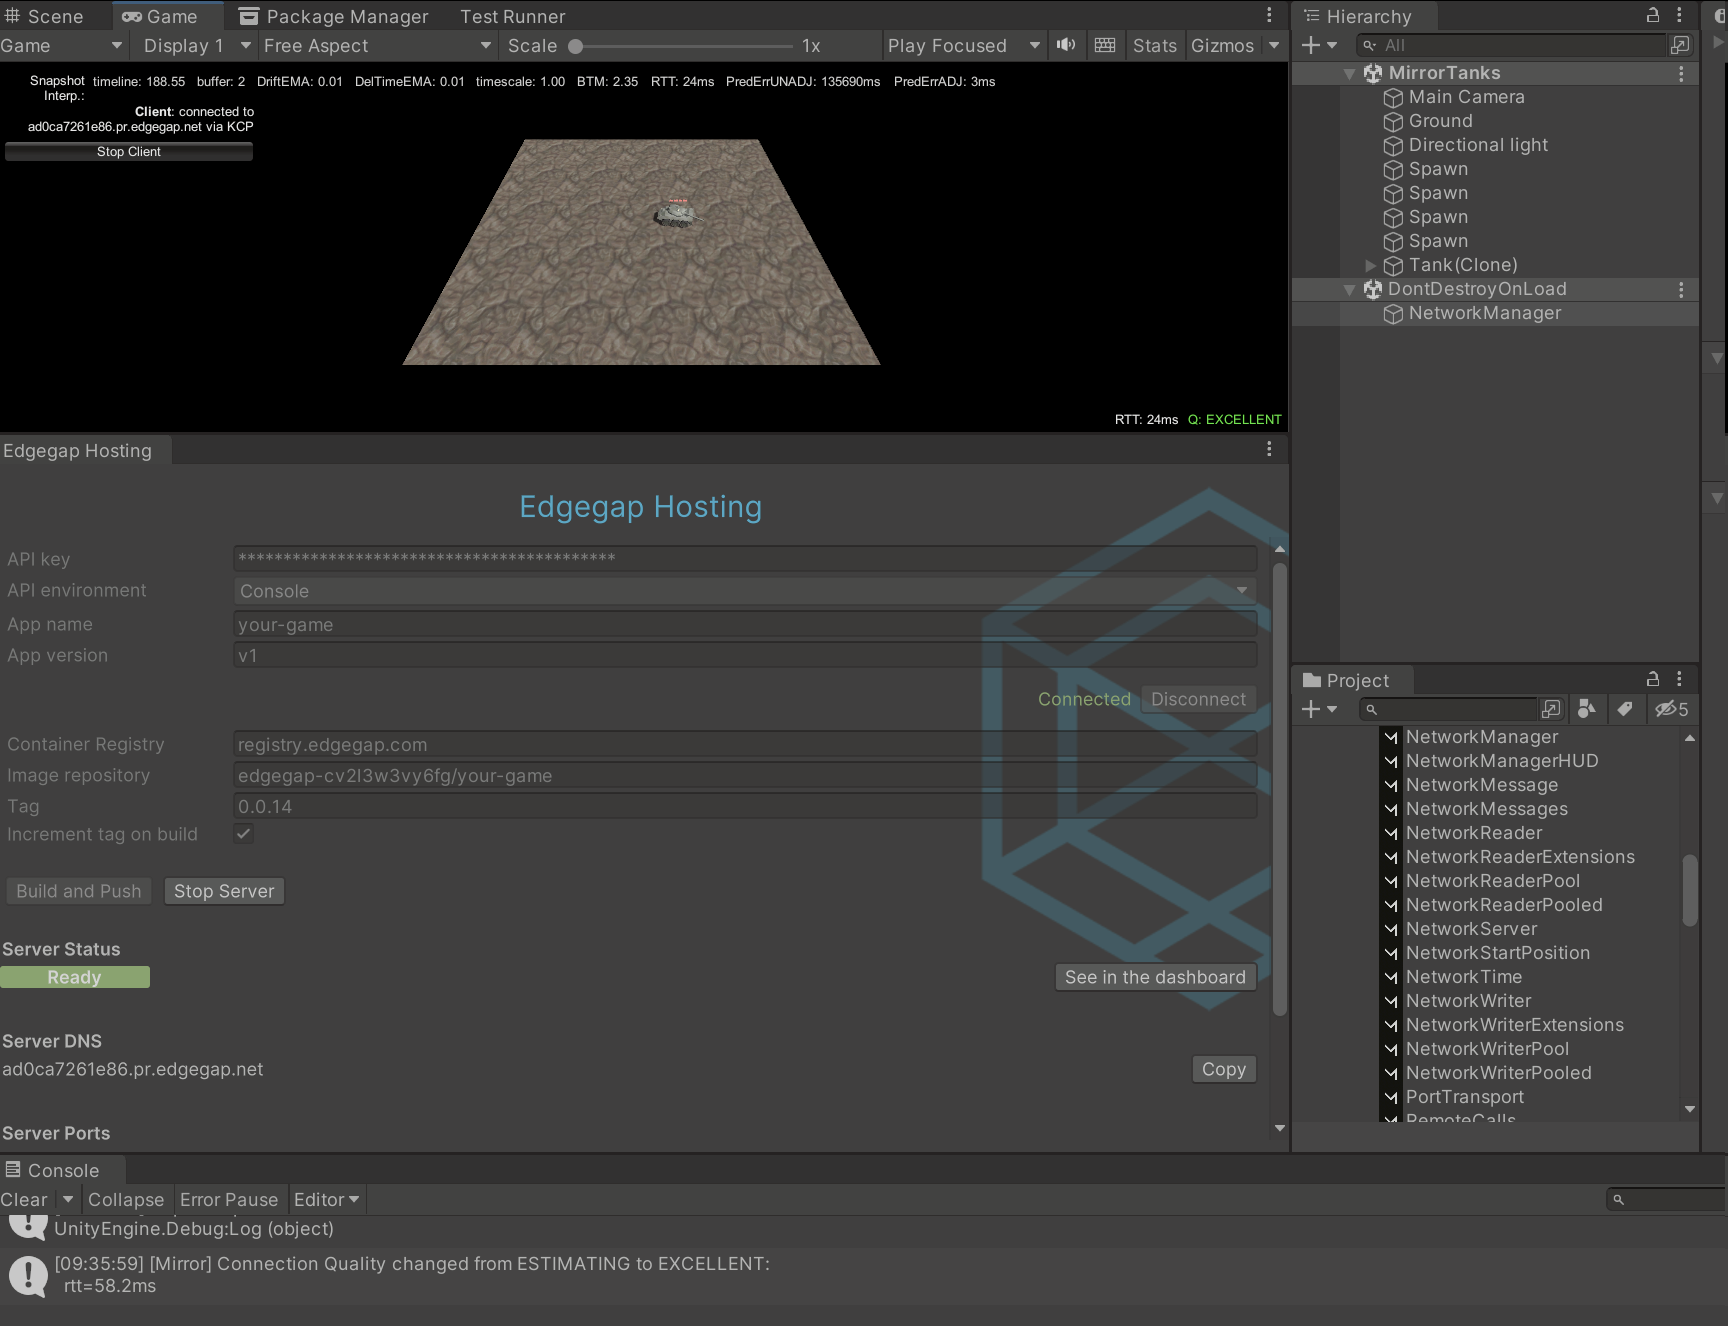 Scene
Game
Package Manager
Test Runner
Game
Display 1
Free Aspect
Scale
1x
Play Focused
Stats
Gizmos
Snapshot
Interp.:
timeline: 188.55 buffer: 2 DriftEMA: 0.01 DelTimeEMA: 0.01 timescale: 1.00 BTM: 2.35 RTT: 24ms PredErrUNADJ: 135690ms PredErrADJ: 3ms
Client: connected to
ad0ca7261e86.pr.edgegap.net via KCP
Stop Client
RTT: 24ms Q: EXCELLENT
Edgegap Hosting
Edgegap Hosting
API key
******************************************
API environment
Console
App name
your-game
App version
v1
Connected
Disconnect
Container Registry
registry.edgegap.com
Image repository
edgegap-cv2l3w3vy6fg/your-game
Tag
0.0.14
Increment tag on build
Build and Push
Stop Server
Server Status
Ready
See in the dashboard
Server DNS
ad0ca7261e86.pr.edgegap.net
Copy
Server Ports
Console
Clear
Collapse
Error Pause
Editor
UnityEngine.Debug:Log (object)
[09:35:59] [Mirror] Connection Quality changed from ESTIMATING to EXCELLENT:
rtt=58.2ms
Hierarchy
All
MirrorTanks
Main Camera
Ground
Directional light
Spawn
Spawn
Spawn
Spawn
Tank(Clone)
DontDestroyOnLoad
NetworkManager
Project
5
NetworkManager
NetworkManagerHUD
NetworkMessage
NetworkMessages
NetworkReader
NetworkReaderExtensions
NetworkReaderPool
NetworkReaderPooled
NetworkServer
NetworkStartPosition
NetworkTime
NetworkWriter
NetworkWriterExtensions
NetworkWriterPool
NetworkWriterPooled
PortTransport
RemoteCalls